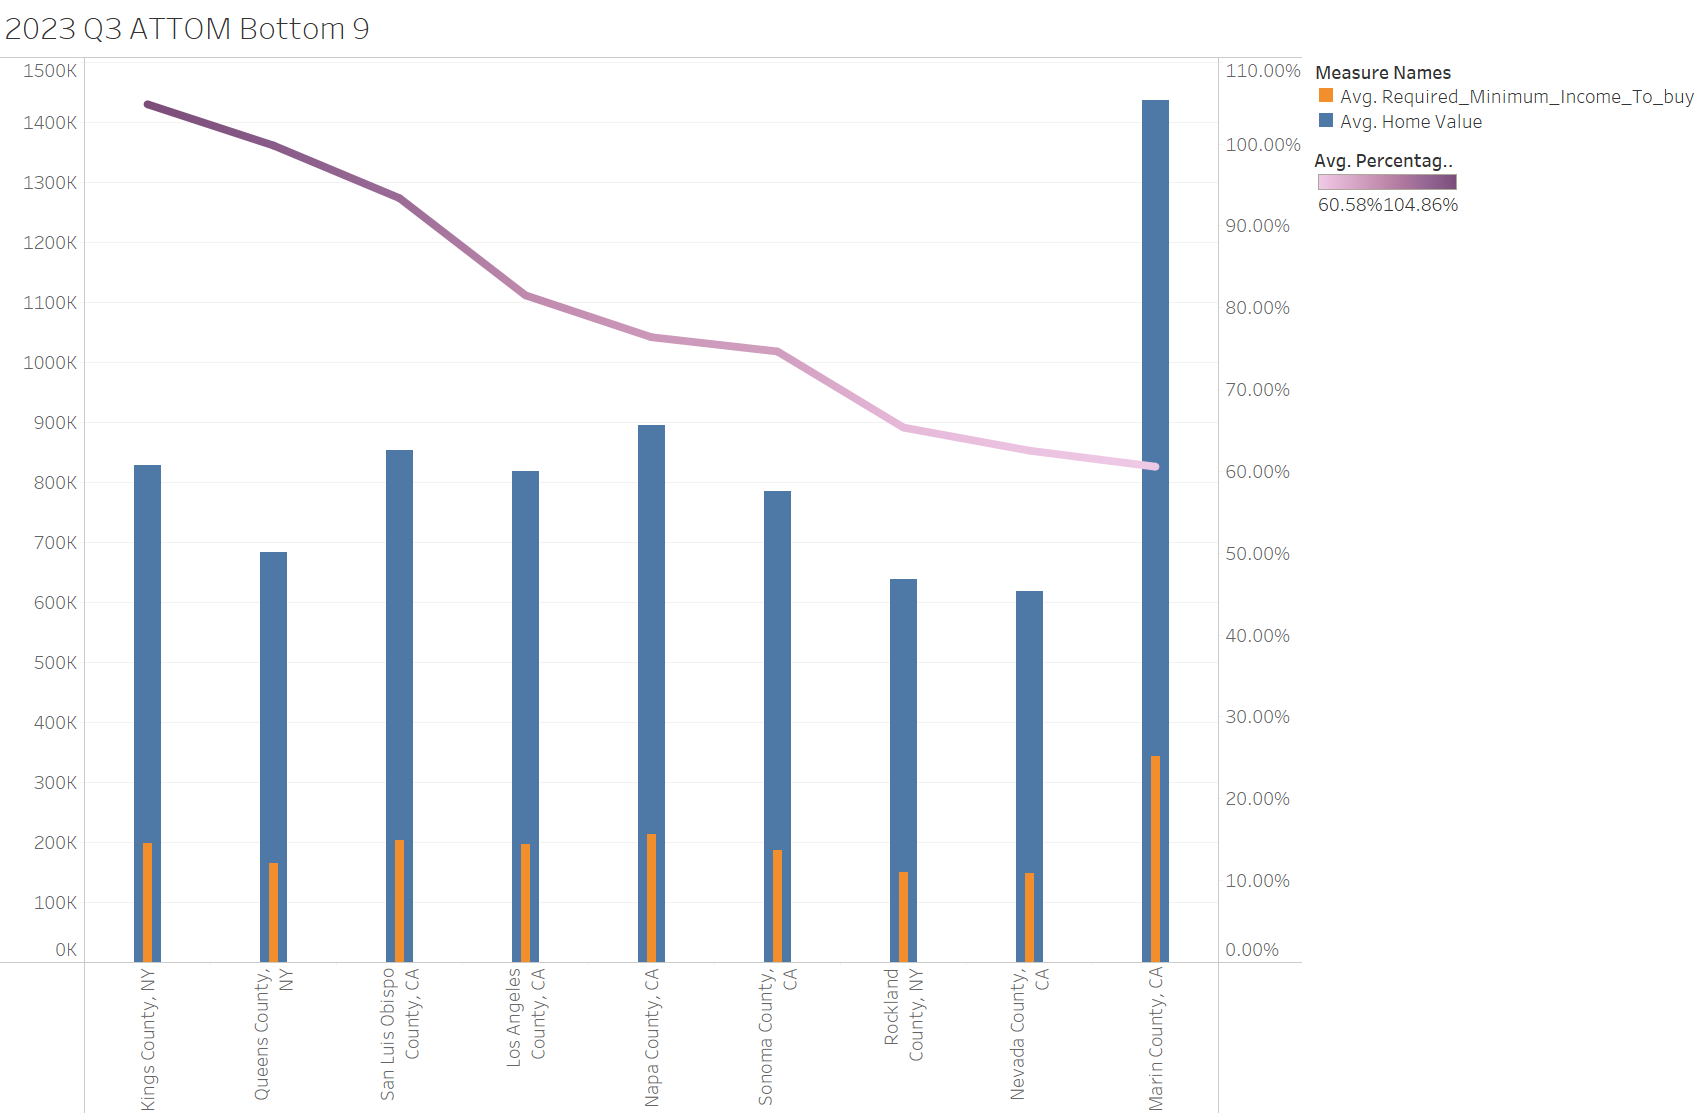 2023 Q3 ATTOM Bottom 9
1500K
1400K
1300K
1200K
1100K
1000K
900K
800K
700K
600K
500K
400K
300K
200K
100K
0K
110.00%
100.00%
90.00%
80.00%
70.00%
60.00%
50.00%
40.00%
30.00%
20.00%
10.00%
0.00%
Measure Names
Avg. Required_Minimum_Income_To_buy
Avg. Home Value
Avg. Percentag..
60.58%104.86%
Kings County, NY
Queens County,
NY
San Luis Obispo
County, CA
Los Angeles
County, CA
Napa County, CA
Sonoma County,
CA
Rockland
County, NY
Nevada County,
CA
Marin County, CA